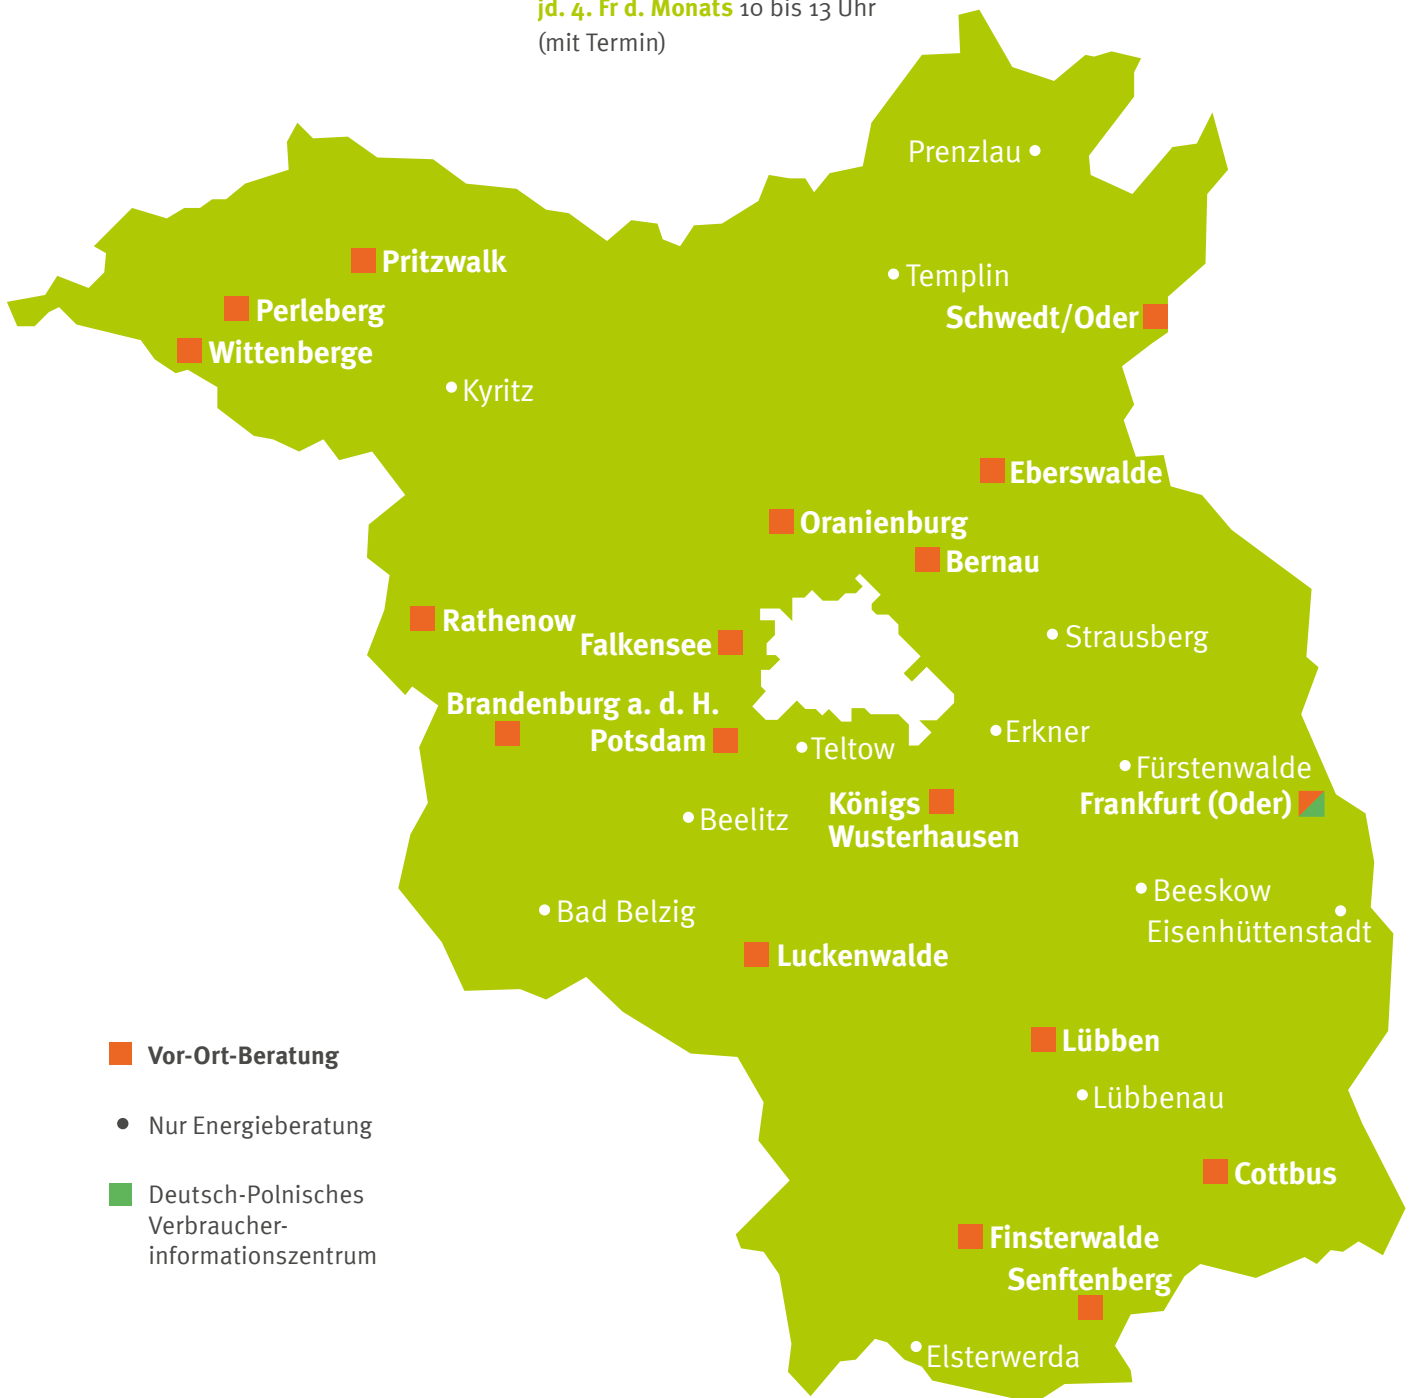 jd. 4. Fr d. Monats 10 bis 13 Uhr
(mit Termin)
Prenzlau
Pritzwalk
Templin
Perleberg
Schwedt/Oder
Wittenberge
Kyritz
Eberswalde
Oranienburg
Bernau
Rathenow
Strausberg
Falkensee
Brandenburg a. d. H.
Erkner
Potsdam
Teltow
Fürstenwalde
Königs
Wusterhausen
Frankfurt (Oder)
Beelitz
Beeskow
Bad Belzig
Eisenhüttenstadt
Luckenwalde
Lübben
Vor-Ort-Beratung
Lübbenau
Nur Energieberatung
Cottbus
Deutsch-Polnisches
Verbraucher-
informationszentrum
Finsterwalde
Senftenberg
Elsterwerda